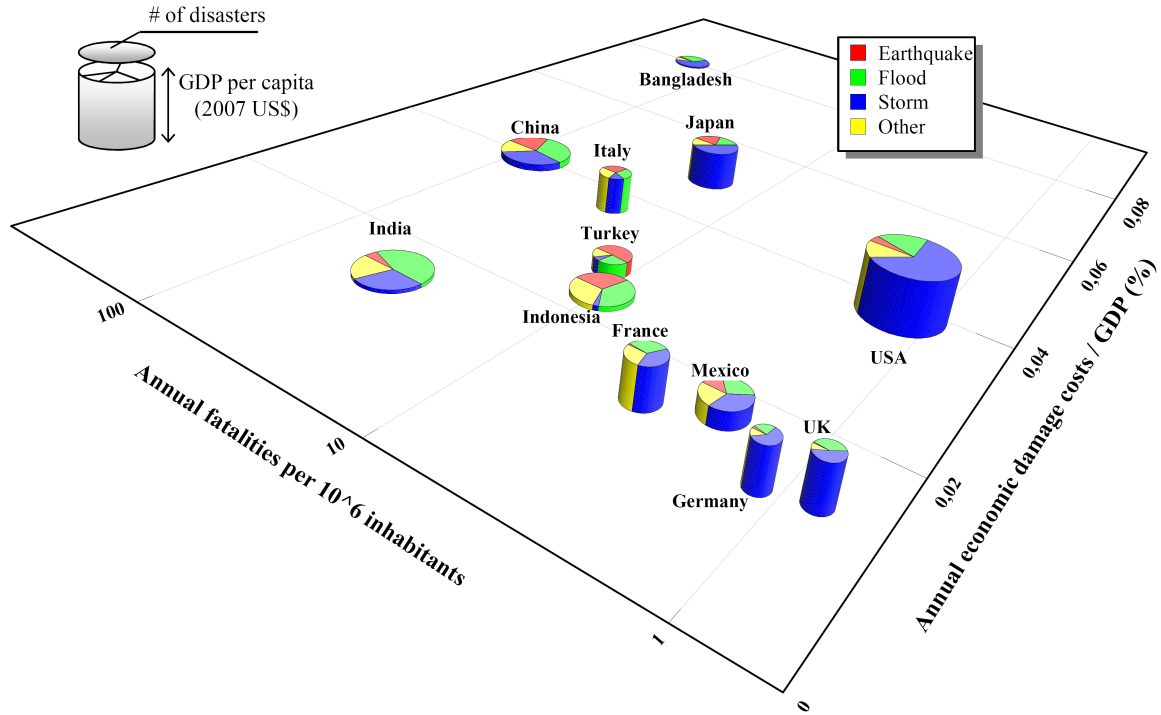 # of disasters
GDP per capita
(2007 US$)
Earthquake
Flood
Storm
Other
Bangladesh
China
Japan
Italy
India
Turkey
Indonesia
France
Mexico
USA
UK
Germany
100
10
1
0
0,02
0,04
0,06
0,08
Annual fatalities per 10^6 inhabitants
Annual economic damage costs / GDP (%)